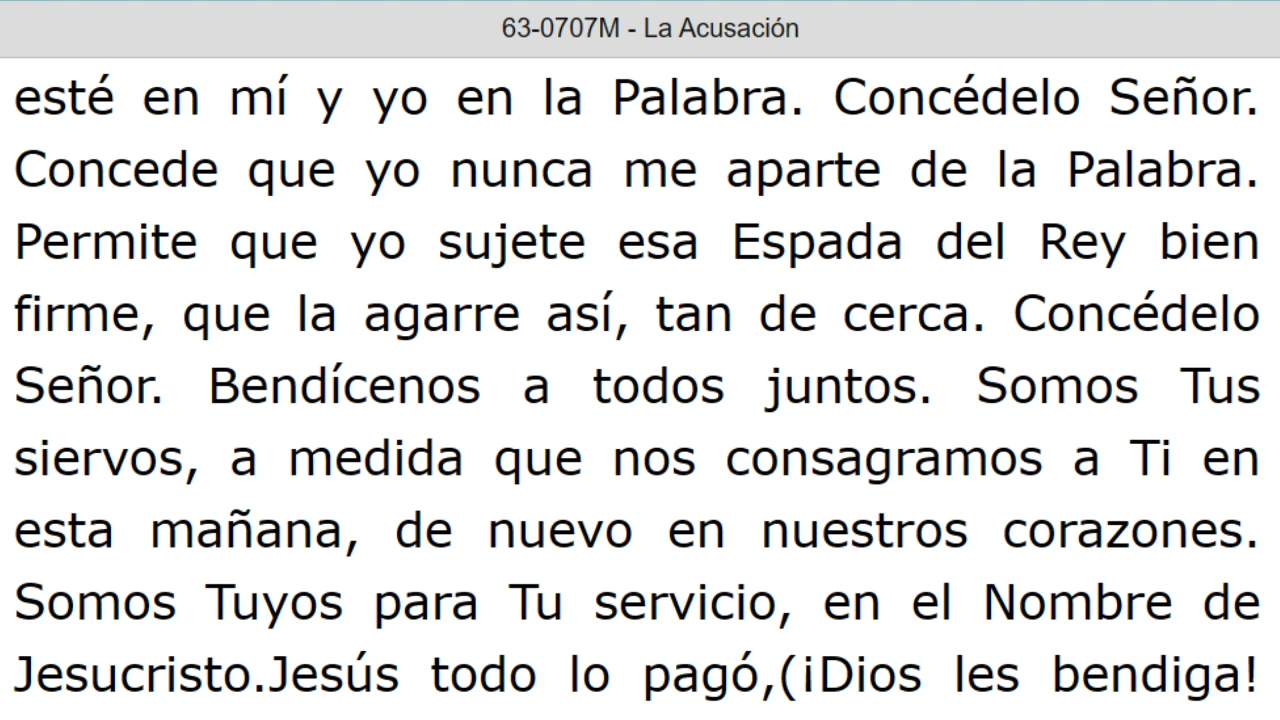 63-0707M - La Acusación
esté en mí y yo en la Palabra. Concédelo Señor.
Concede que yo nunca me aparte de la Palabra.
Permite que yo sujete esa Espada del Rey bien
firme, que la agarre así, tan de cerca. Concédelo
Señor. Bendícenos a todos juntos. Somos Tus
siervos, a medida que nos consagramos a Ti en
esta mañana, de nuevo en nuestros corazones.
Somos Tuyos para Tu servicio, en el Nombre de
Jesucristo.Jesús todo lo pagó,(¡Dios les bendiga!